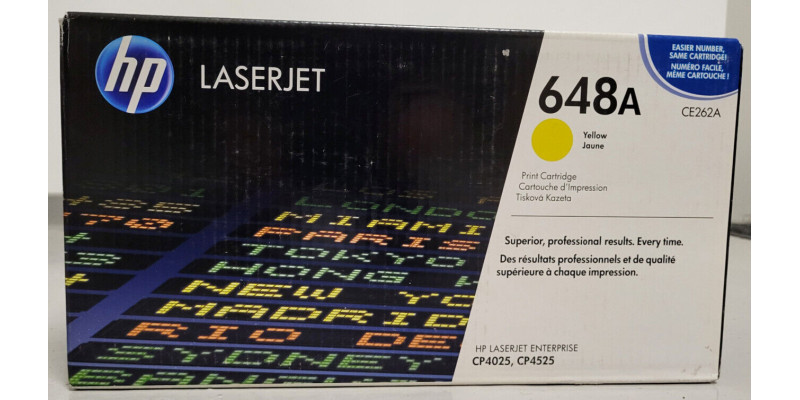 hp
LASERJET
EASIER NUMBER,
SAME CARTRIDGE!
NUMÉRO FACILE,
MÊME CARTOUCHE!
648A
CE262A
Yellow
Jaune
Print Cartridge
Cartouche d'Impression
Tisková Kazeta
Superior, professional results. Every time.
Des résultats professionnels et de qualité
supérieure à chaque impression.
HP LASERJET ENTERPRISE
CP4025, CP4525
LONDO
MIAMI
PARIS
TOKYO
HONG K
NEW YO
MADRID
RIO DE
SYDNEY